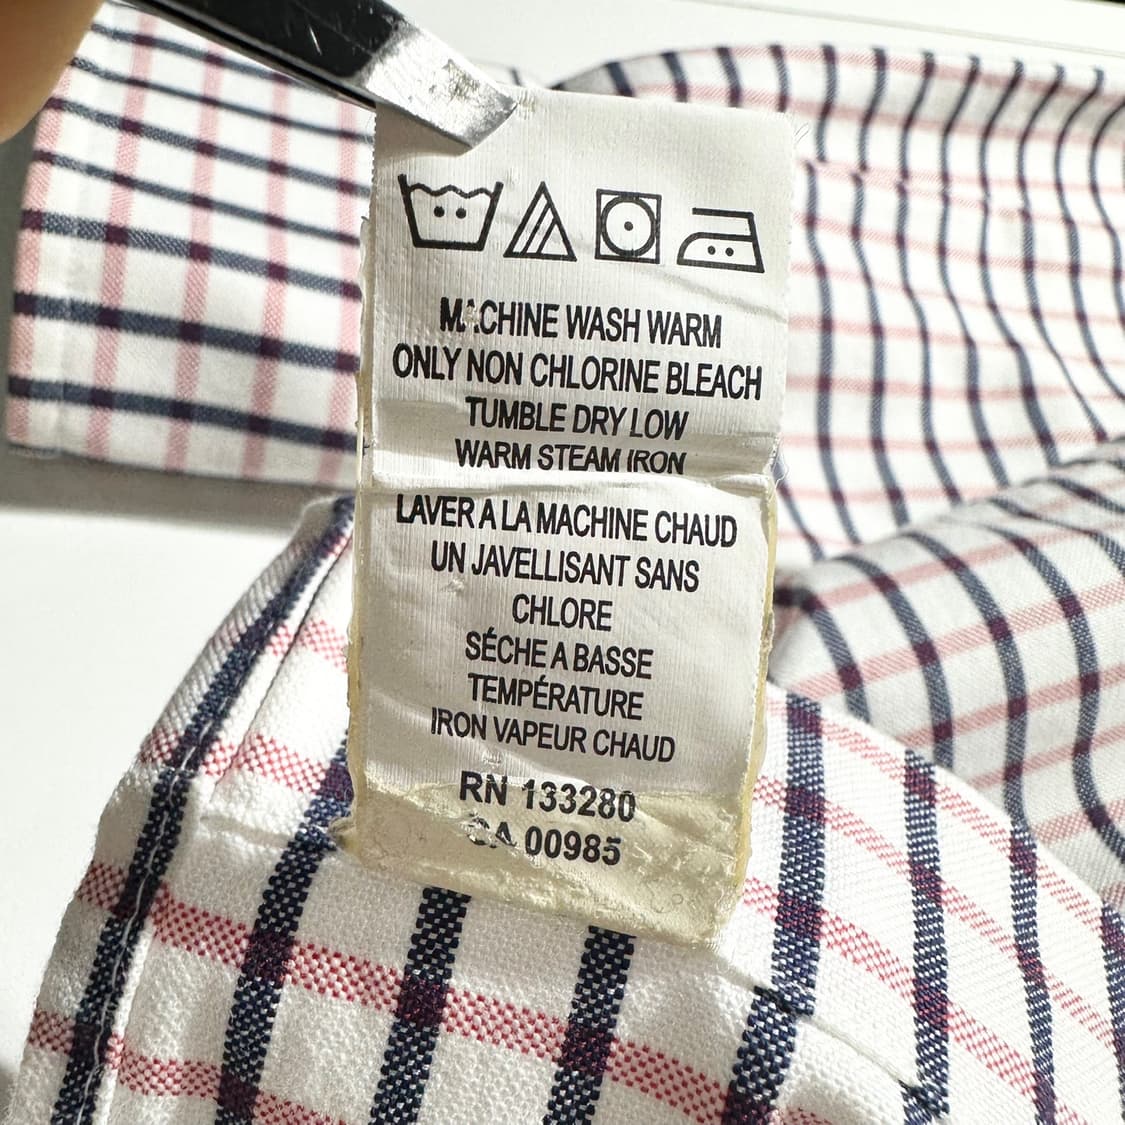 MACHINE WASH WARM
ONLY NON CHLORINE BLEACH
TUMBLE DRY LOW
WARM STEAM IRON
LAVER A LA MACHINE CHAUD
UN JAVELLISANT SANS
CHLORE
SÉCHE A BASSE
TEMPÉRATURE
IRON VAPEUR CHAUD
RN 133280
CA 00985